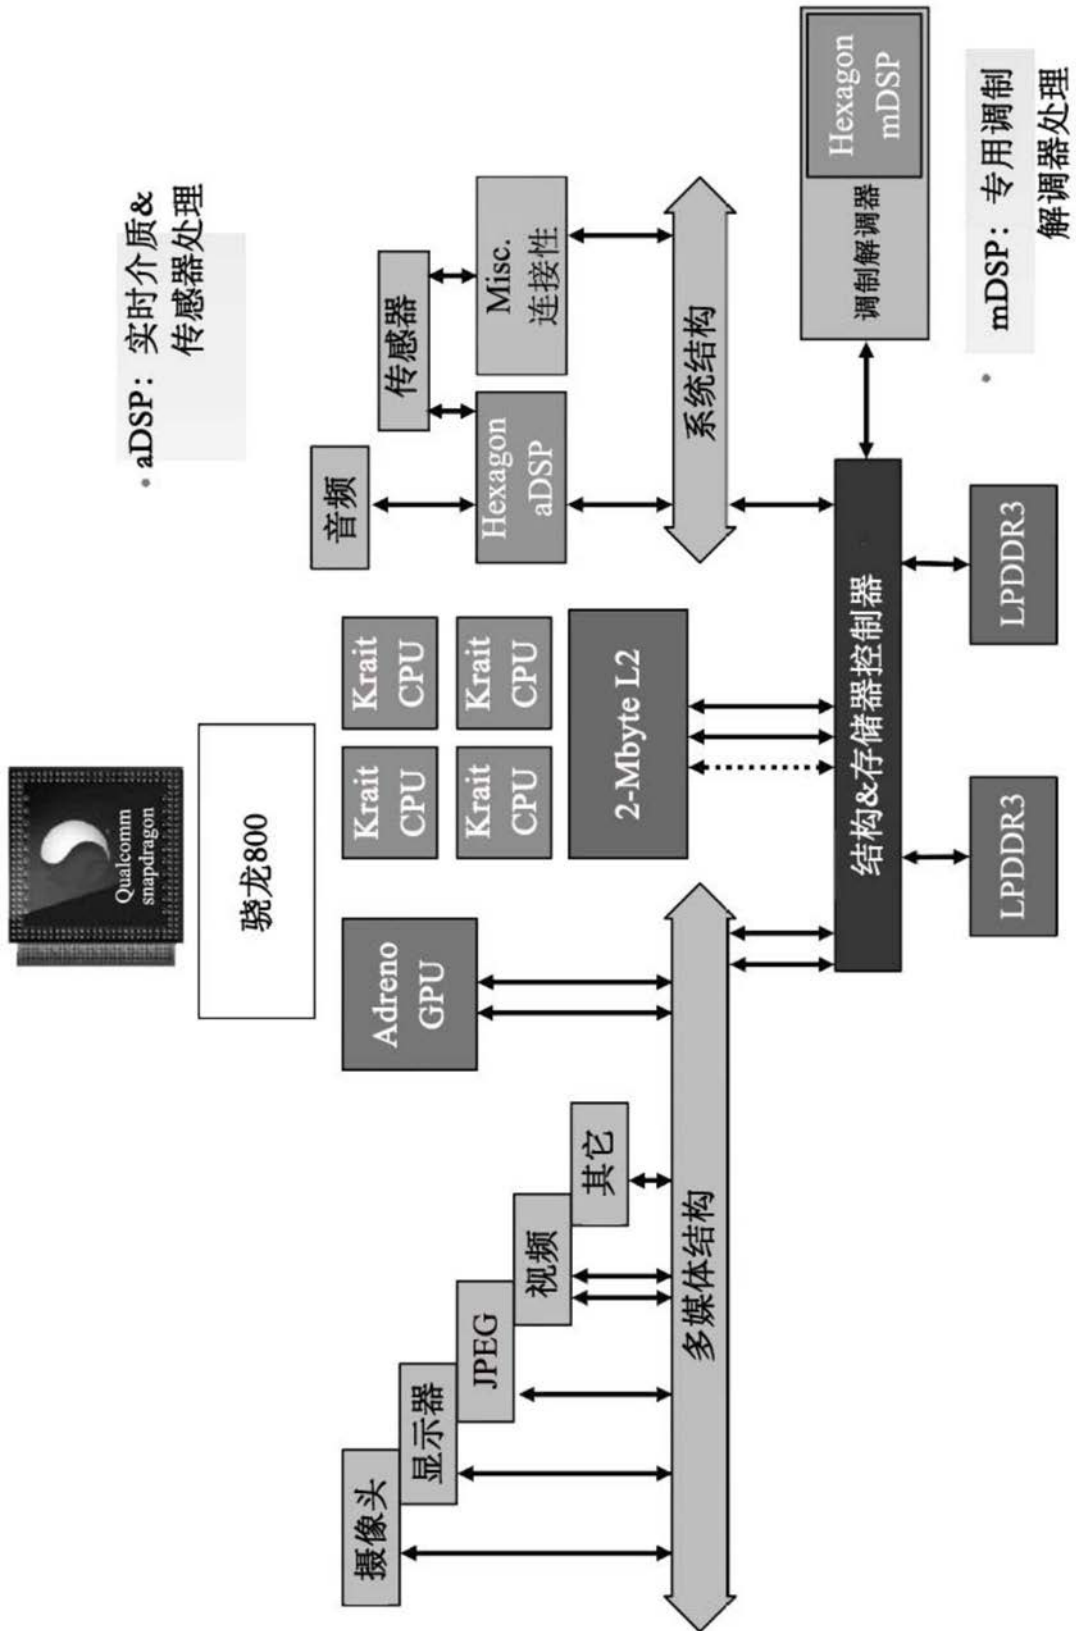 Qualcomm
snapdragon
骁龙800
• aDSP：实时介质&
传感器处理
摄像头
显示器
JPEG
视频
其它
Adreno
GPU
Krait
CPU
Krait
CPU
Krait
CPU
Krait
CPU
2-Mbyte L2
音频
传感器
Hexagon
aDSP
Misc.
连接性
多媒体结构
系统结构
结构&存储器控制器
LPDDR3
LPDDR3
调制解调器
Hexagon
mDSP
• mDSP：专用调制
解调器处理